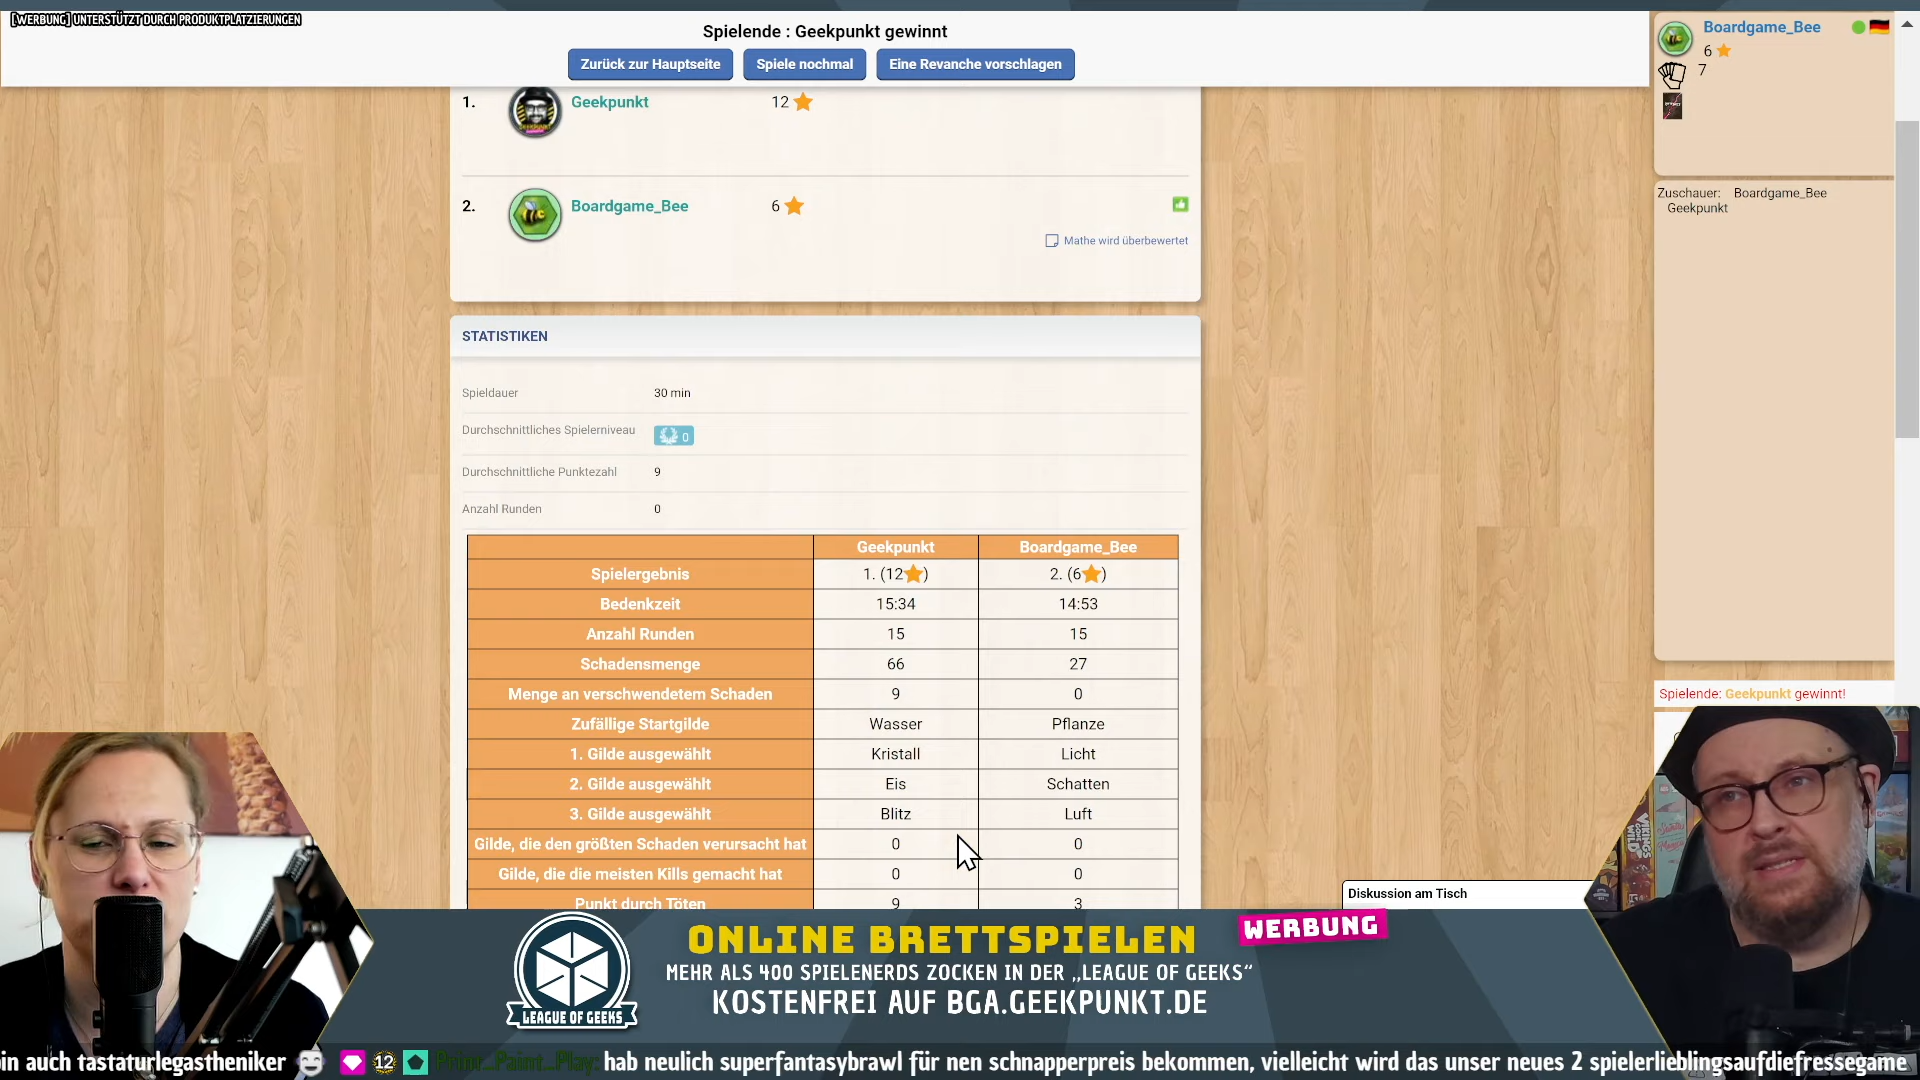 [WERBUNG] UNTERSTÜTZT DURCH PRODUKTPLATZIERUNGEN
Spielende : Geekpunkt gewinnt
Zurück zur Hauptseite
Spiele nochmal
Eine Revanche vorschlagen
Boardgame_Bee
6
7
Zuschauer: Boardgame_Bee
Geekpunkt
1. Geekpunkt 12
2. Boardgame_Bee 6
Mathe wird überbewertet
STATISTIKEN
Spieldauer 30 min
Durchschnittliches Spielerniveau 0
Durchschnittliche Punktezahl 9
Anzahl Runden 0
Geekpunkt Boardgame_Bee
Spielergebnis 1. (12) 2. (6)
Bedenkzeit 15:34 14:53
Anzahl Runden 15 15
Schadensmenge 66 27
Menge an verschwendetem Schaden 9 0
Zufällige Startgilde Wasser Pflanze
1. Gilde ausgewählt Kristall Licht
2. Gilde ausgewählt Eis Schatten
3. Gilde ausgewählt Blitz Luft
Gilde, die den größten Schaden verursacht hat 0 0
Gilde, die die meisten Kills gemacht hat 0 0
Punkt durch Töten 9 3
Spielende: Geekpunkt gewinnt!
Diskussion am Tisch
LEAGUE OF GEEKS
ONLINE BRETTSPIELEN
WERBUNG
MEHR ALS 400 SPIELENERDS ZOCKEN IN DER „LEAGUE OF GEEKS“
KOSTENFREI AUF BGA.GEEKPUNKT.DE
in auch tastaturlegastheniker 12 hab neulich superfantasybrawl für nen schnapperpreis bekommen, vielleicht wird das unser neues 2 spielerlieblingsaufdiefressegame